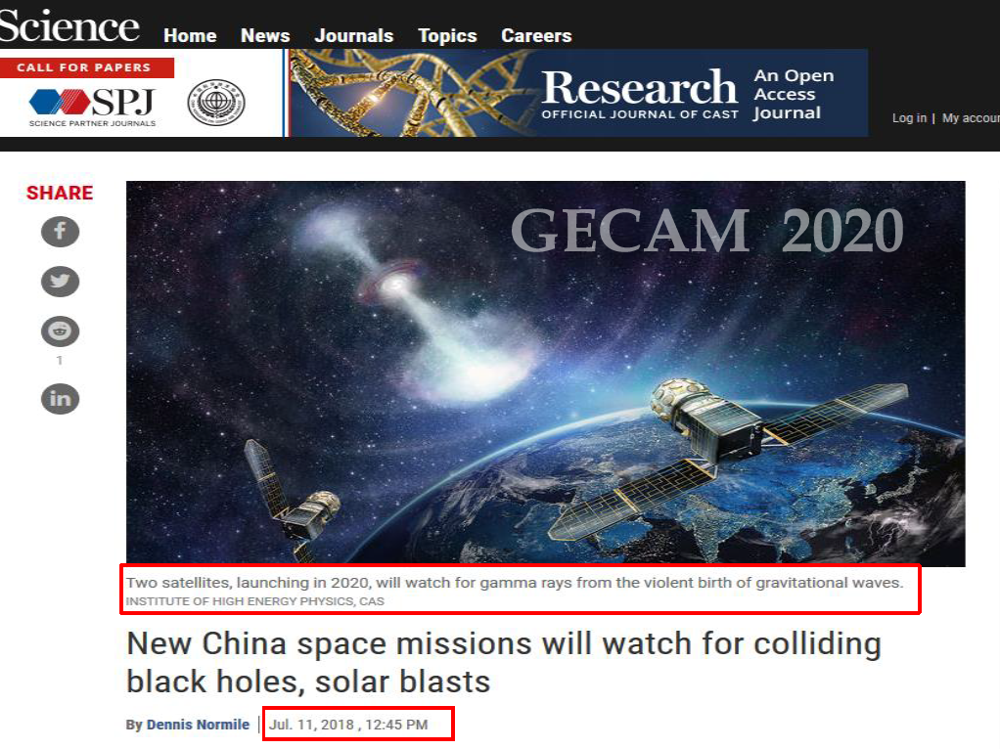 Science
Home News Journals Topics Careers
CALL FOR PAPERS
SPJ
SCIENCE PARTNER JOURNALS
Research
OFFICIAL JOURNAL OF CAST
An Open
Access
Journal
Log in | My accoun
SHARE
1
GECAM 2020
Two satellites, launching in 2020, will watch for gamma rays from the violent birth of gravitational waves.
INSTITUTE OF HIGH ENERGY PHYSICS, CAS
New China space missions will watch for colliding
black holes, solar blasts
By Dennis Normile | Jul. 11, 2018 , 12:45 PM